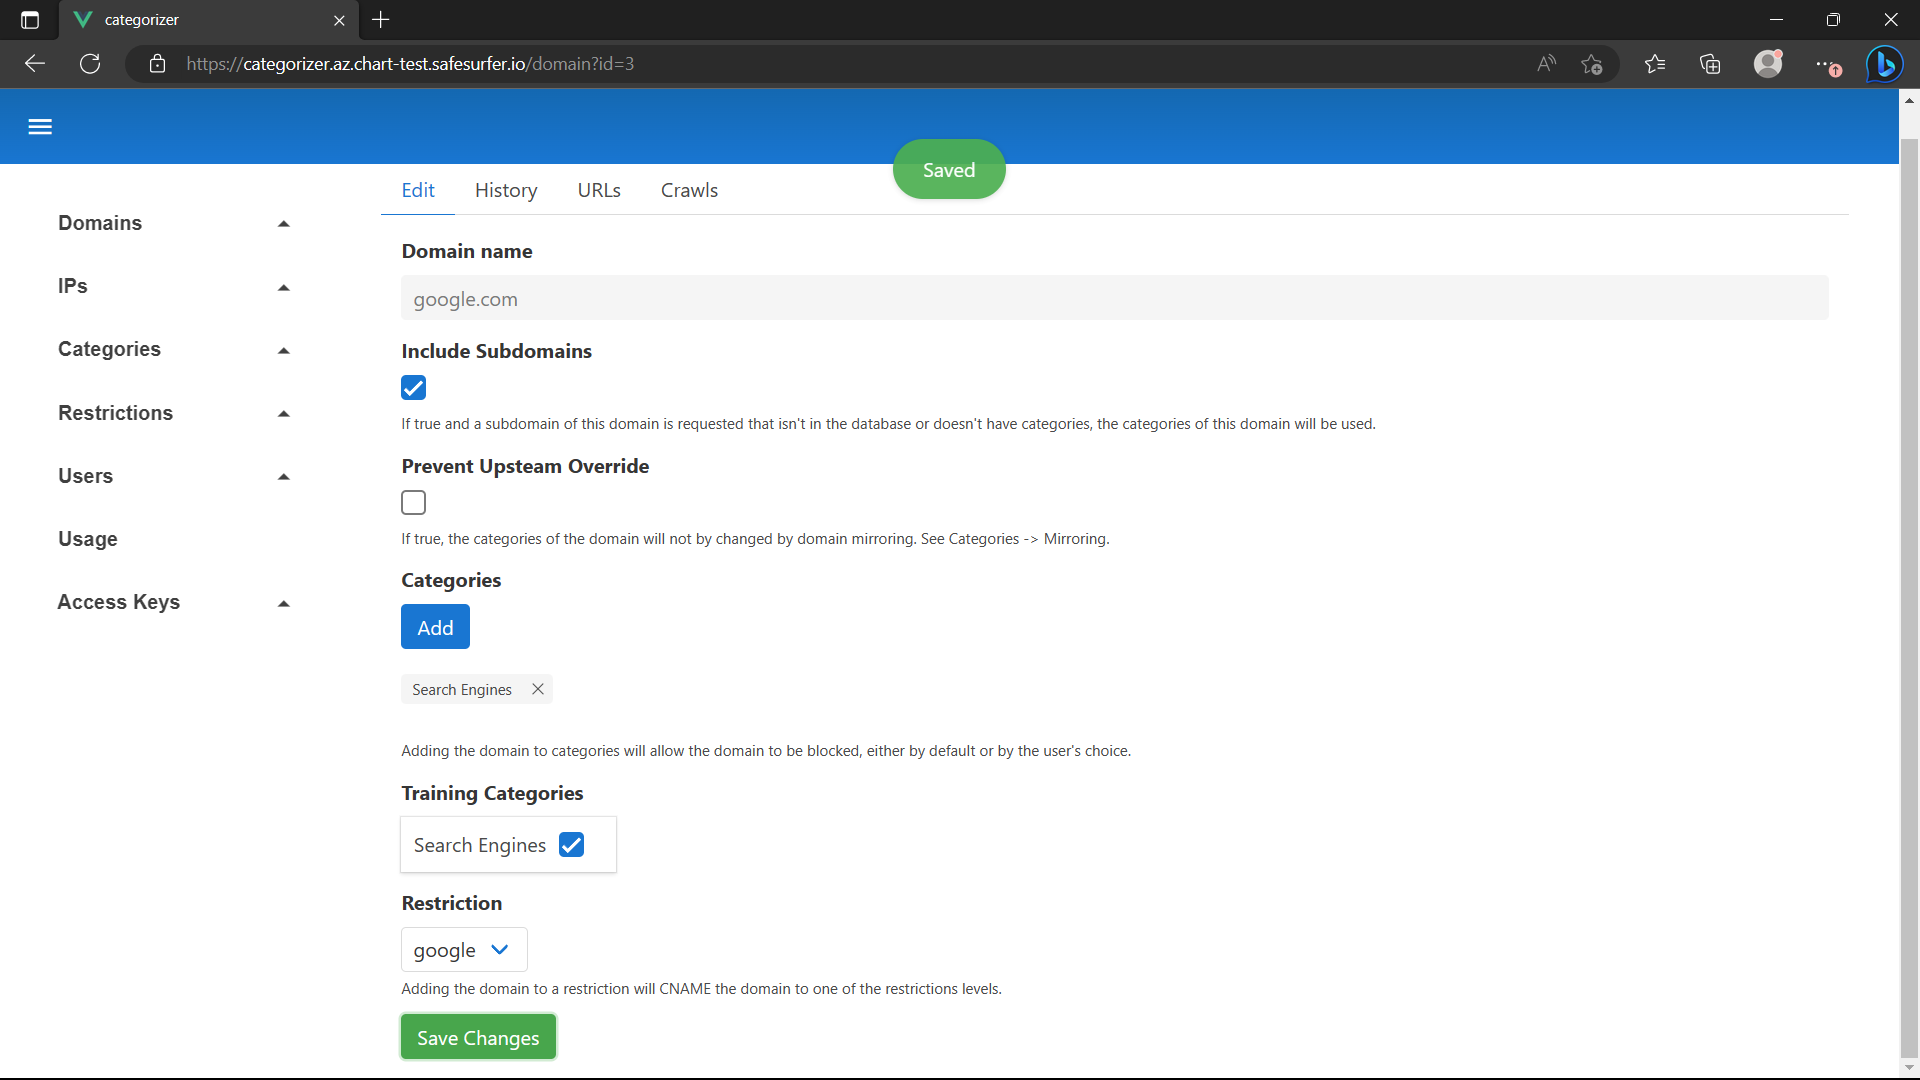 categorizer
https://categorizer.az.chart-test.safesurfer.io/domain?id=3
Saved
Edit History URLs Crawls
Domains
IPs
Categories
Restrictions
Users
Usage
Access Keys
Domain name
google.com
Include Subdomains
If true and a subdomain of this domain is requested that isn't in the database or doesn't have categories, the categories of this domain will be used.
Prevent Upsteam Override
If true, the categories of the domain will not by changed by domain mirroring. See Categories -> Mirroring.
Categories
Add
Search Engines
Adding the domain to categories will allow the domain to be blocked, either by default or by the user's choice.
Training Categories
Search Engines
Restriction
google
Adding the domain to a restriction will CNAME the domain to one of the restrictions levels.
Save Changes